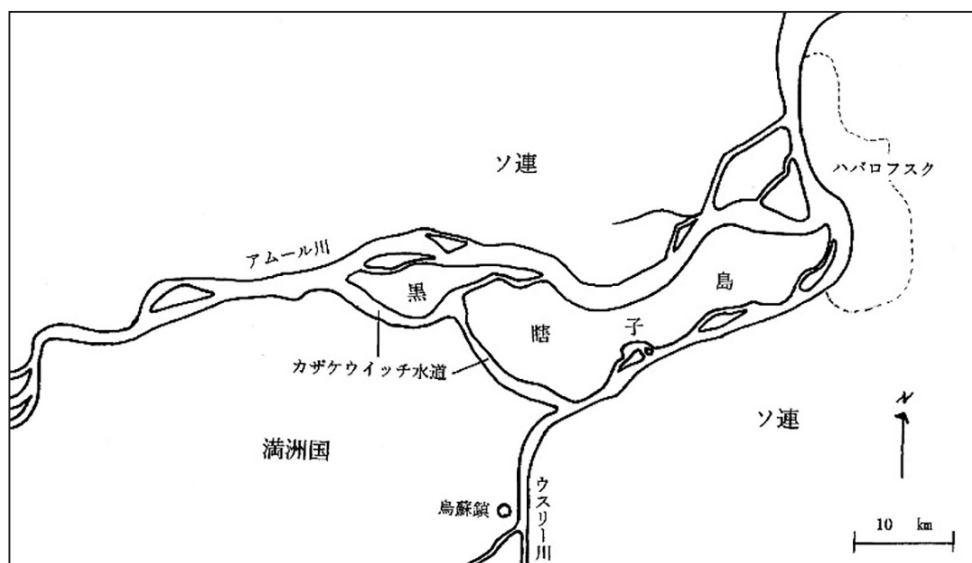 ソ連
ハバロフスク
アムール川
黒
瞎
子
島
カザケウイッチ水道
ソ連
満洲国
烏蘇鎮
ウスリー川
N
10 km